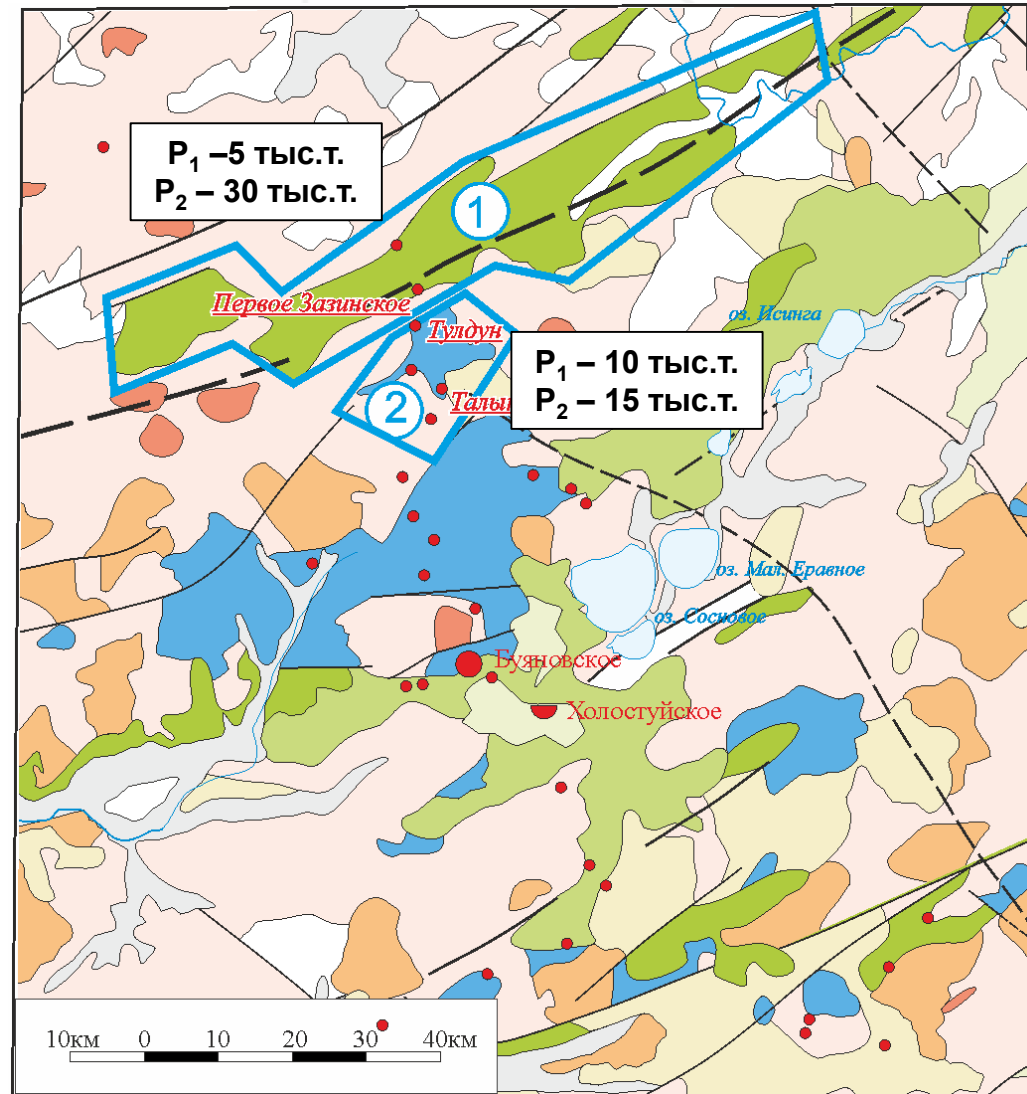 P₁ –5 тыс.т.
P₂ – 30 тыс.т.
1
Первое Зазинское
оз. Исинга
Тулдун
P₁ – 10 тыс.т.
P₂ – 15 тыс.т.
2
оз. Мал. Еравное
оз. Сосновое
Буяновское
Холостуйское
10км 0 10 20 30 40км